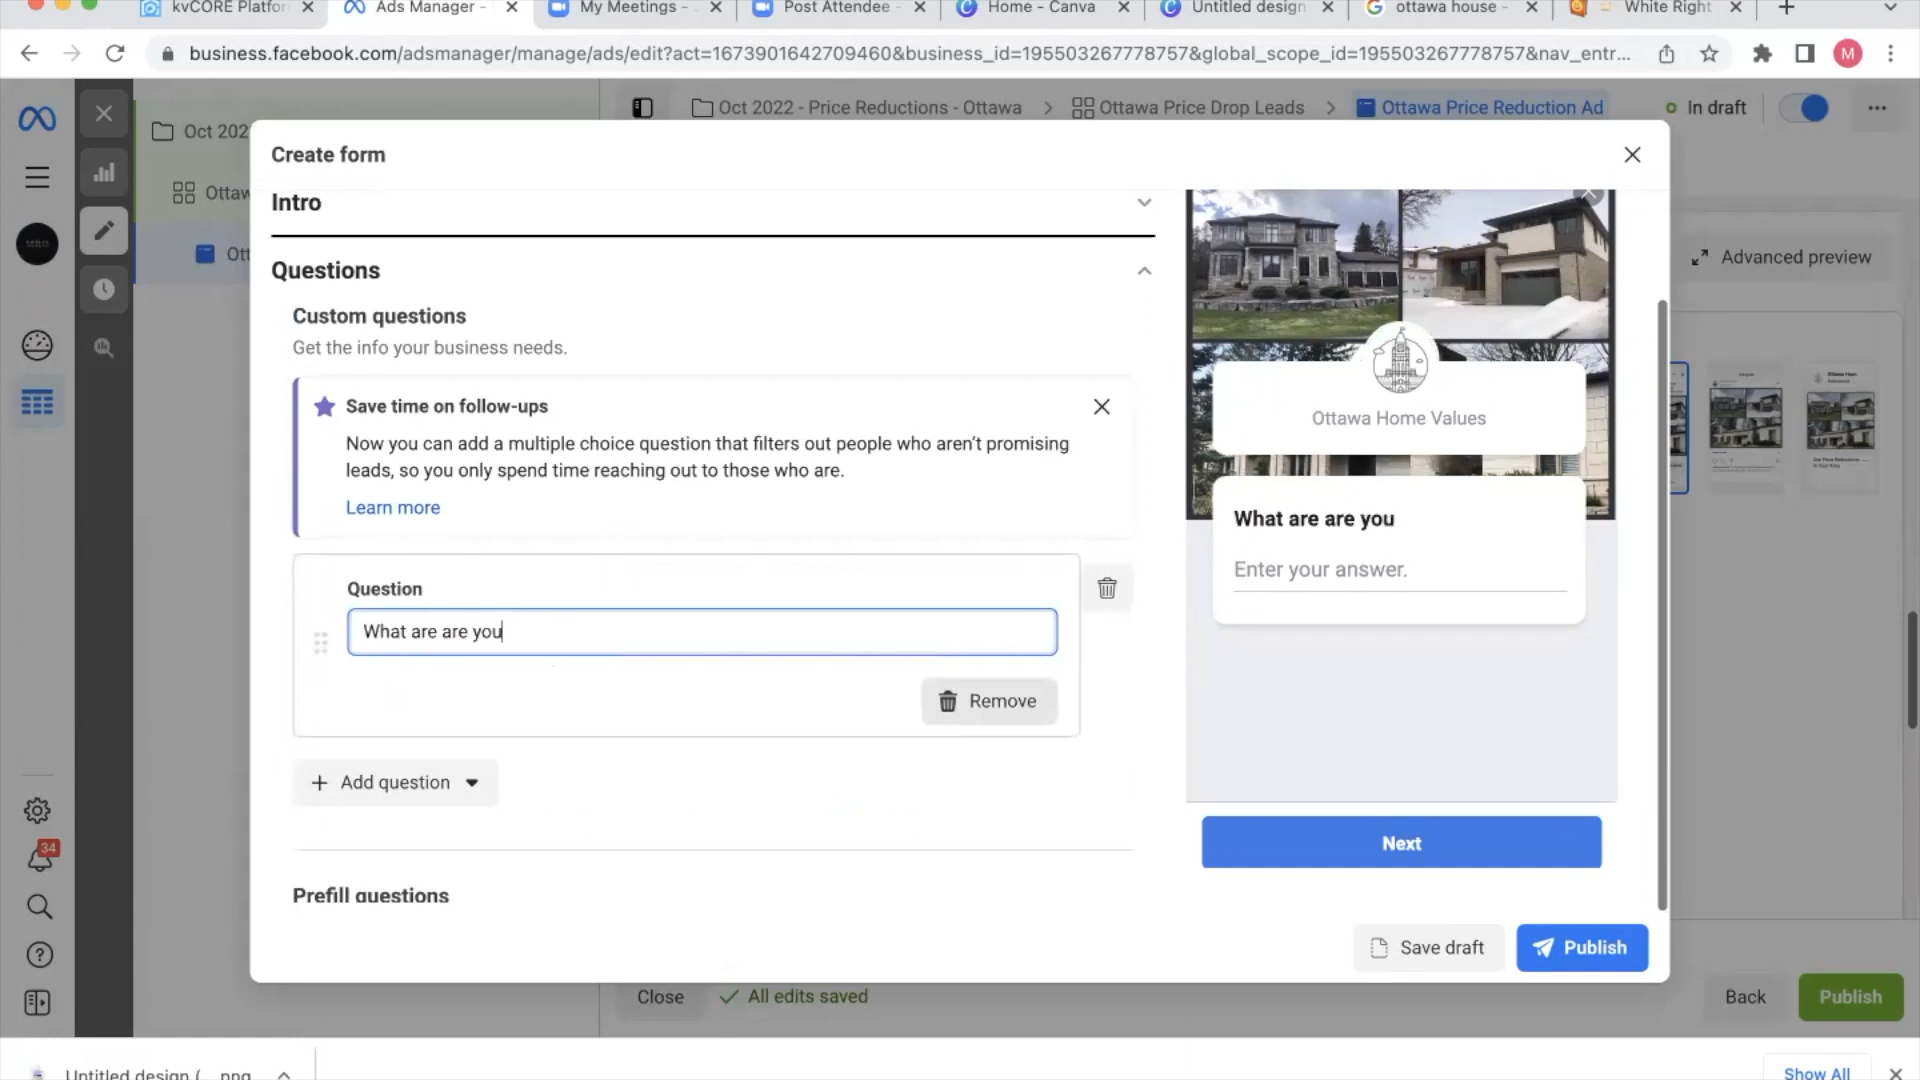 kvCORE Platfor
Ads Manager -
My Meetings -
Post Attendee -
Home - Canva
Untitled design
ottawa house -
White Right
business.facebook.com/adsmanager/manage/ads/edit?act=1673901642709460&business_id=195503267778757&global_scope_id=195503267778757&nav_entr...
M
Oct 202
Oct 2022 - Price Reductions - Ottawa
Ottawa Price Drop Leads
Ottawa Price Reduction Ad
In draft
Ottaw
Ott
Advanced preview
Create form
Intro
Questions
Custom questions
Get the info your business needs.
Save time on follow-ups
Now you can add a multiple choice question that filters out people who aren't promising
leads, so you only spend time reaching out to those who are.
Learn more
Question
What are are you
Remove
Add question
Prefill questions
Ottawa Home Values
What are are you
Enter your answer.
Next
Save draft
Publish
34
Close
All edits saved
Back
Publish
Untitled design (....png
Show All